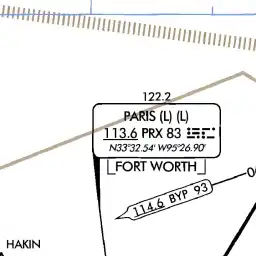 122.2
PARIS (L) (L)
113.6 PRX 83
N33°32.54' W95°26.90'
FORT WORTH
114.6 BYP 93
HAKIN